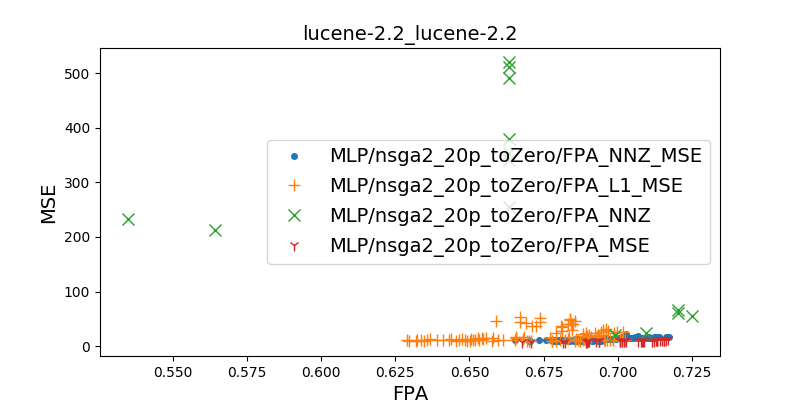 lucene-2.2_lucene-2.2
500
400
300
200
100
0
MSE
MLP/nsga2_20p_toZero/FPA_NNZ_MSE
MLP/nsga2_20p_toZero/FPA_L1_MSE
MLP/nsga2_20p_toZero/FPA_NNZ
MLP/nsga2_20p_toZero/FPA_MSE
0.550 0.575 0.600 0.625 0.650 0.675 0.700 0.725
FPA